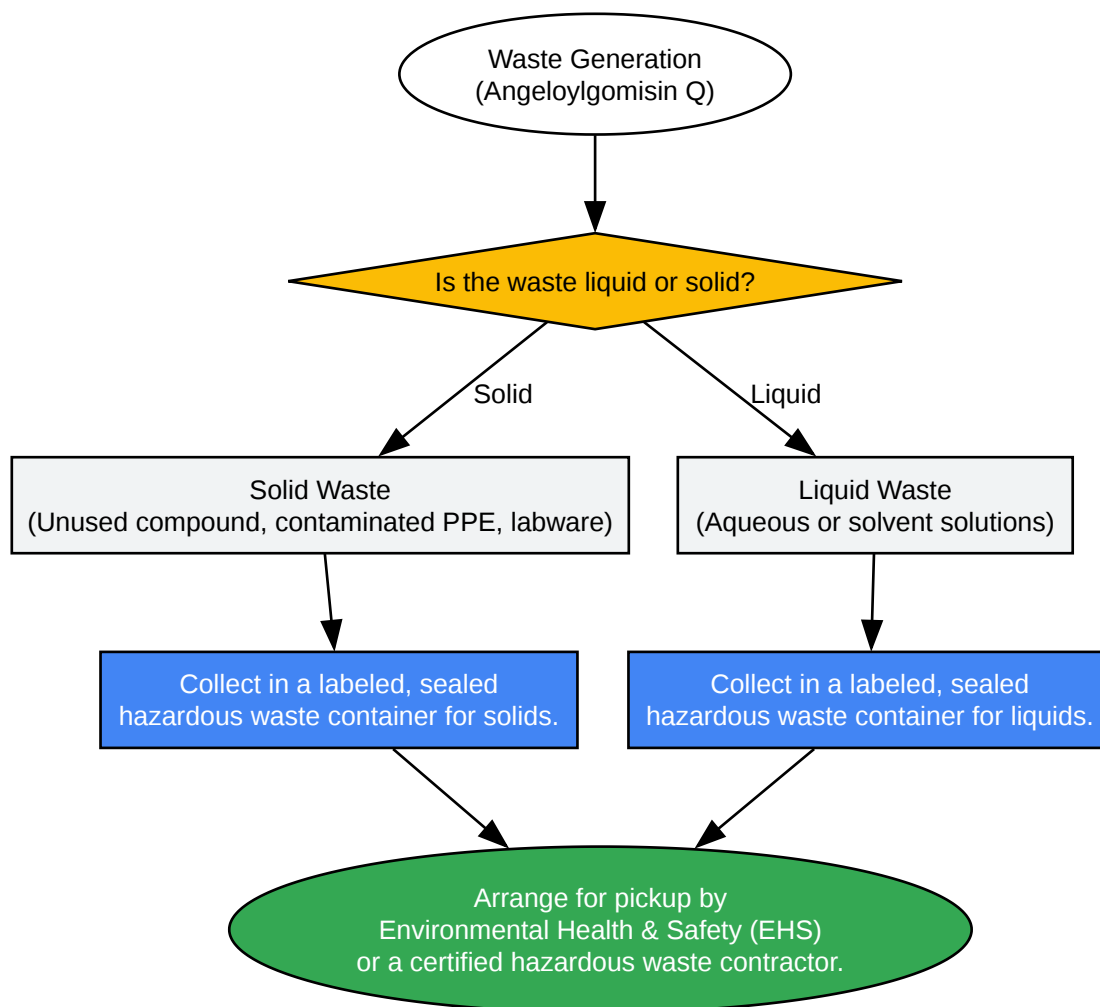 Waste Generation
(Angeloylgomisin Q)
Is the waste liquid or solid?
Solid
Liquid
Solid Waste
(Unused compound, contaminated PPE, labware)
Liquid Waste
(Aqueous or solvent solutions)
Collect in a labeled, sealed
hazardous waste container for solids.
Collect in a labeled, sealed
hazardous waste container for liquids.
Arrange for pickup by
Environmental Health & Safety (EHS)
or a certified hazardous waste contractor.